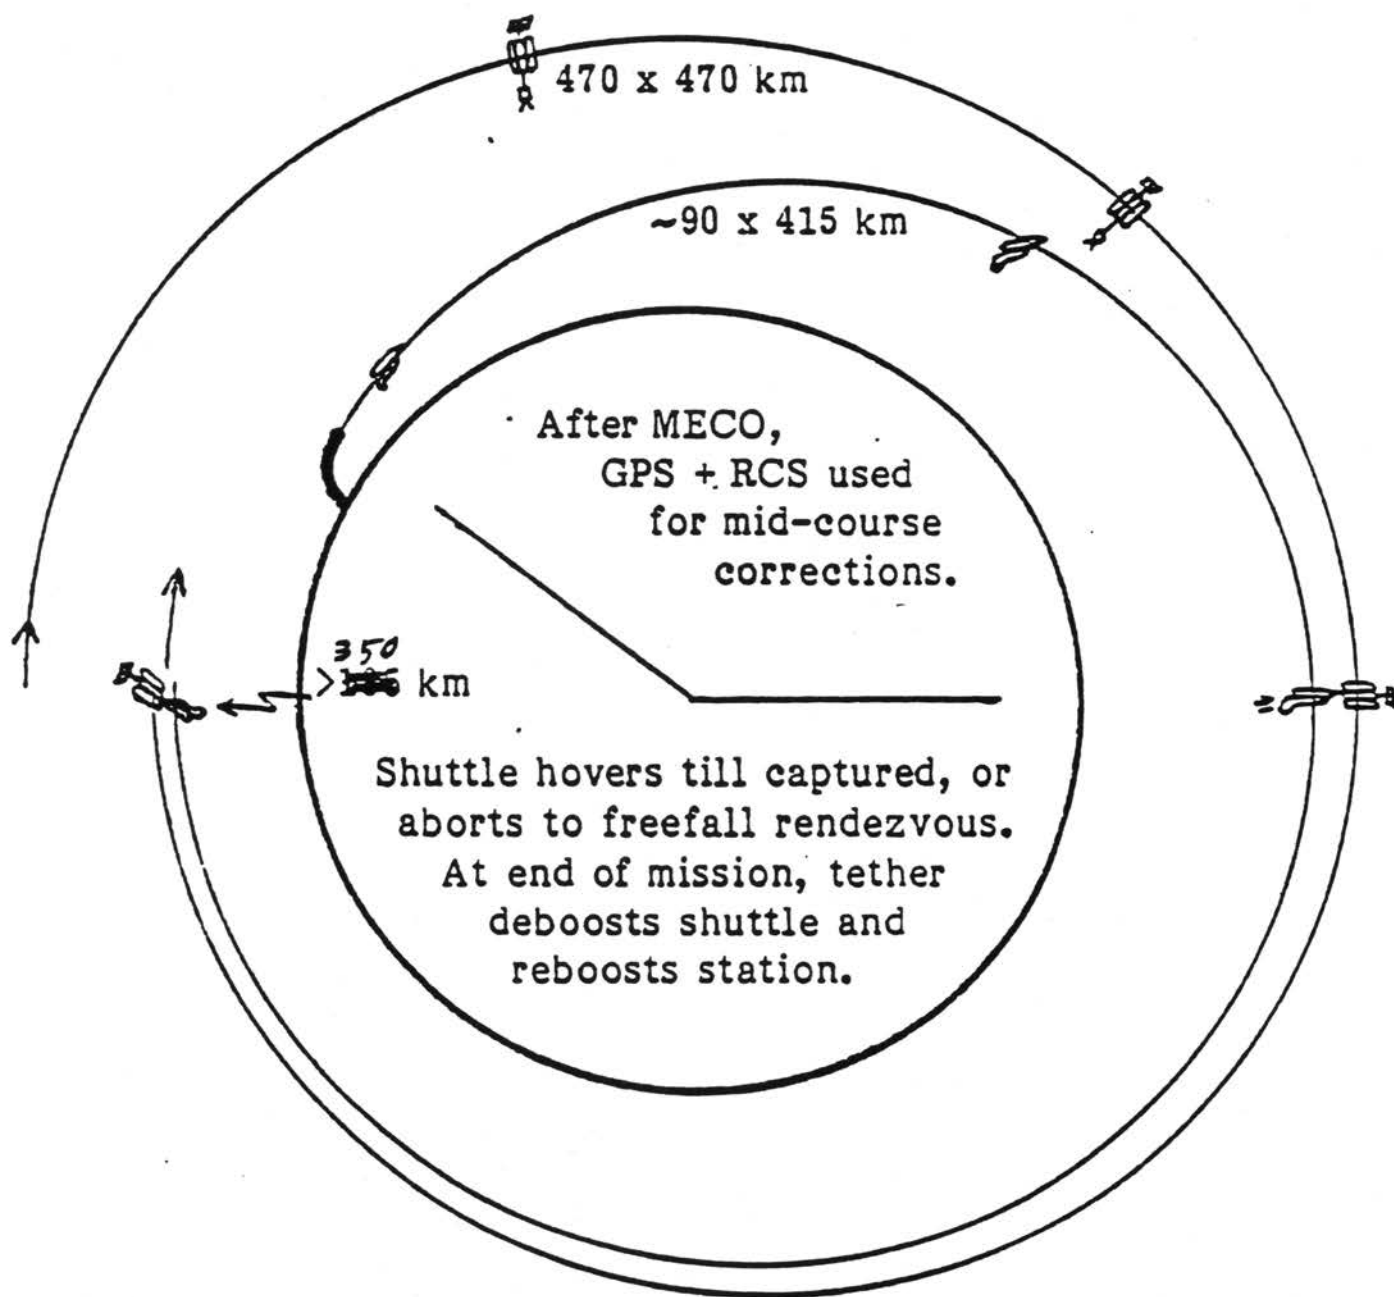 470 x 470 km
~90 x 415 km
After MECO,
GPS + RCS used
for mid-course
corrections.
350
> km
Shuttle hovers till captured, or
aborts to freefall rendezvous.
At end of mission, tether
deboosts shuttle and
reboosts station.